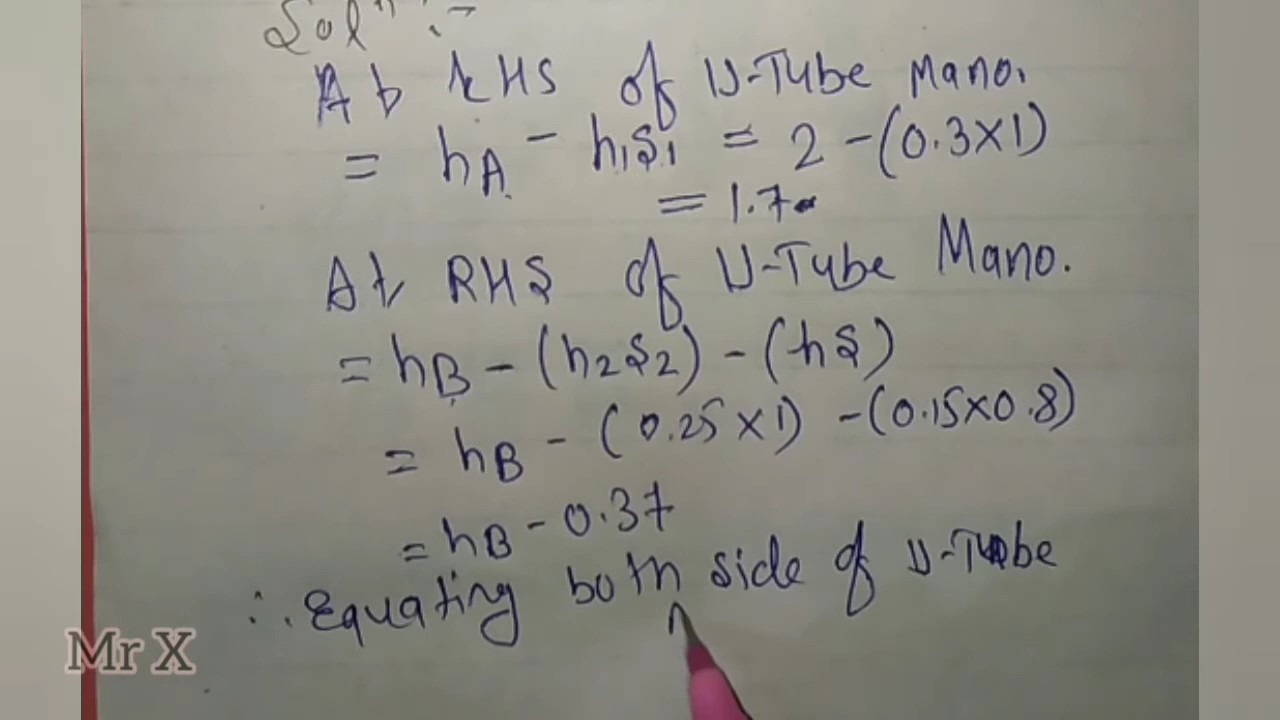 Solⁿ :-
At LHS of U-Tube Mano.
= hA - h₁S₁ = 2 - (0.3×1)
= 1.7
At RHS of U-Tube Mano.
= hB - (h₂S₂) - (hS)
= hB - (0.25×1) - (0.15×0.8)
= hB - 0.37
∴ Equating both side of U-Tube
Mr X